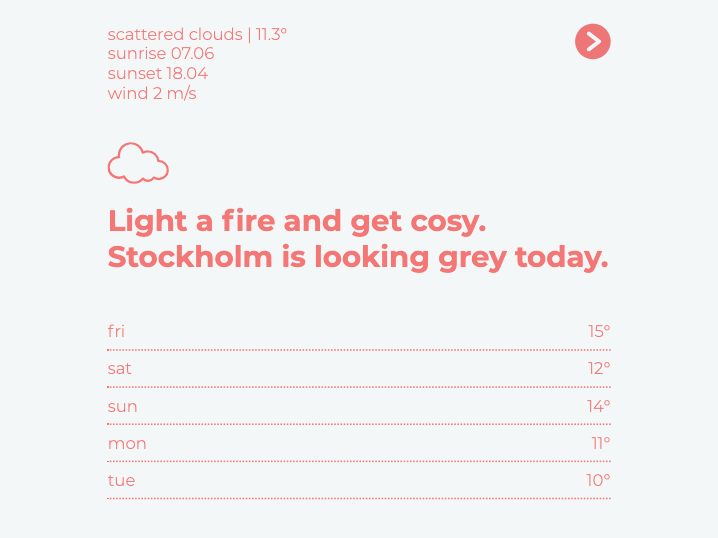 scattered clouds | 11.3°
sunrise 07.06
sunset 18.04
wind 2 m/s
Light a fire and get cosy.
Stockholm is looking grey today.
fri 15°
sat 12°
sun 14°
mon 11°
tue 10°